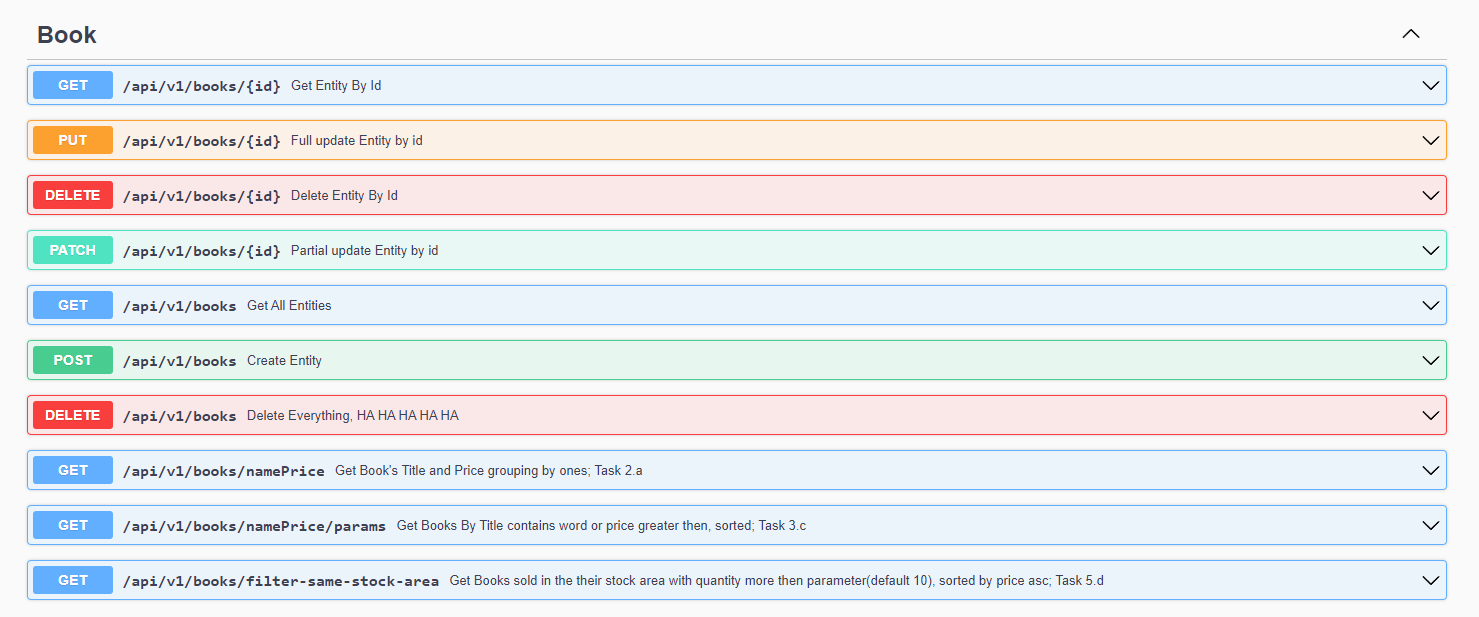 Book
GET /api/v1/books/{id} Get Entity By Id
PUT /api/v1/books/{id} Full update Entity by id
DELETE /api/v1/books/{id} Delete Entity By Id
PATCH /api/v1/books/{id} Partial update Entity by id
GET /api/v1/books Get All Entities
POST /api/v1/books Create Entity
DELETE /api/v1/books Delete Everything, HA HA HA HA HA
GET /api/v1/books/namePrice Get Book's Title and Price grouping by ones; Task 2.a
GET /api/v1/books/namePrice/params Get Books By Title contains word or price greater then, sorted; Task 3.c
GET /api/v1/books/filter-same-stock-area Get Books sold in the their stock area with quantity more then parameter(default 10), sorted by price asc; Task 5.d